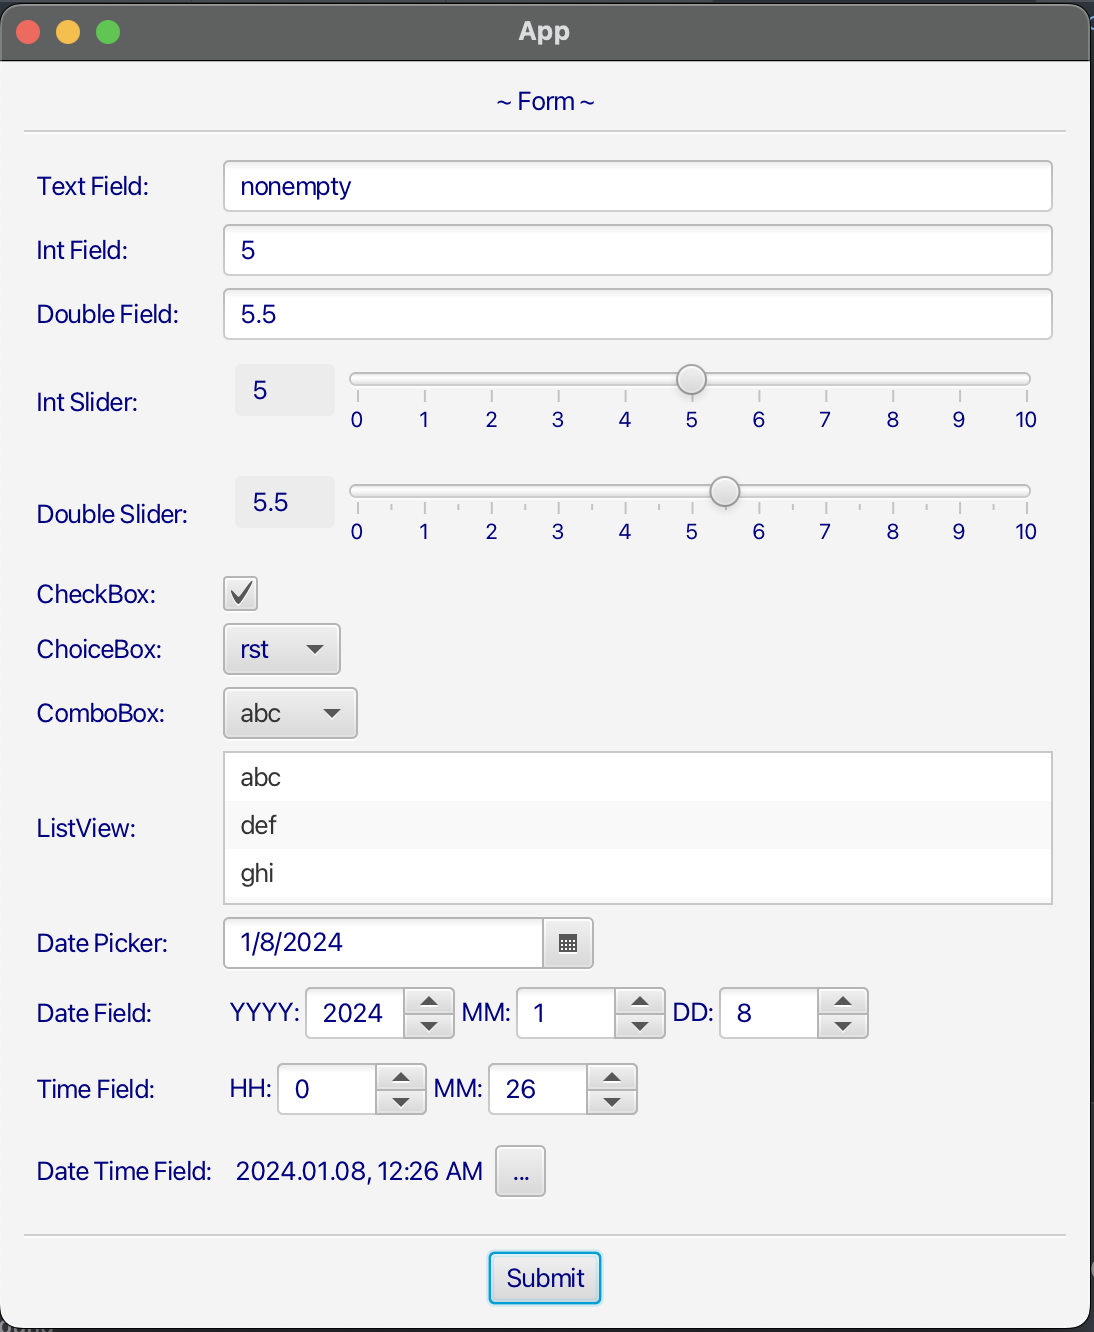 App
~ Form ~
Text Field: nonempty
Int Field: 5
Double Field: 5.5
Int Slider: 5
0 1 2 3 4 5 6 7 8 9 10
Double Slider: 5.5
0 1 2 3 4 5 6 7 8 9 10
CheckBox:
ChoiceBox: rst
ComboBox: abc
abc
ListView: def
ghi
Date Picker: 1/8/2024
Date Field: YYYY: 2024 MM: 1 DD: 8
Time Field: HH: 0 MM: 26
Date Time Field: 2024.01.08, 12:26 AM ...
Submit